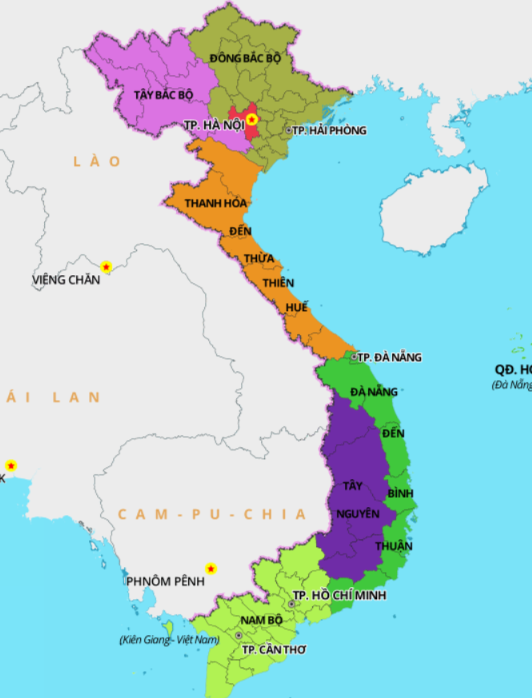 ĐÔNG BẮC BỘ
TÂY BẮC BỘ
TP. HÀ NỘI
TP. HẢI PHÒNG
LÀO
THANH HÓA
ĐẾN
THỪA
THIÊN
HUẾ
VIÊNG CHĂN
TP. ĐÀ NẴNG
QĐ. HO
(Đà Nẵng
ÁI LAN
ĐÀ NẴNG
ĐẾN
BÌNH
THUẬN
TÂY
NGUYÊN
K
CAM-PU-CHIA
PHNÔM PÊNH
TP. HỒ CHÍ MINH
NAM BỘ
(Kiên Giang - Việt Nam)
TP. CẦN THƠ